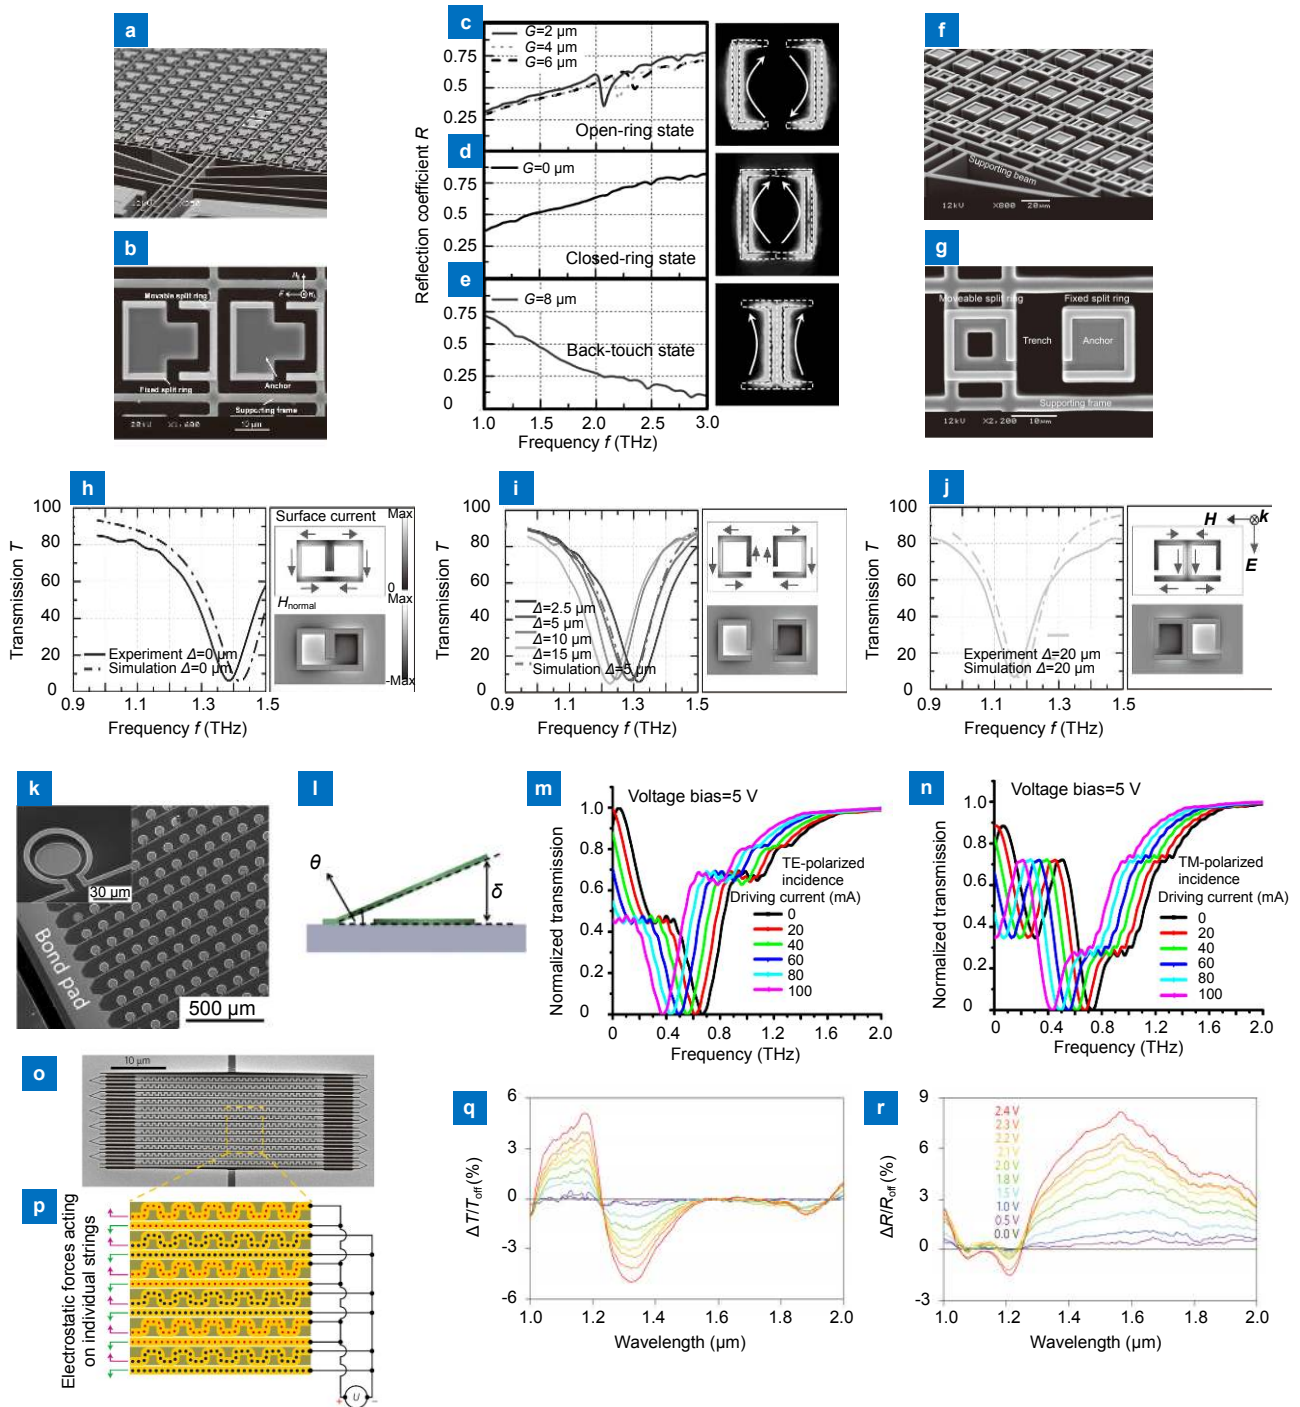 a
12kV X250
b
Movable split ring
Fixed split ring
Anchor
Supporting frame
20kV X1,600 10 μm
c
G=2 μm
G=4 μm
G=6 μm
0.75
0.5
0.25
Open-ring state
d
G=0 μm
0.75
0.5
0.25
Closed-ring state
e
G=8 μm
0.75
0.5
0.25
0
Back-touch state
Reflection coefficient R
1.0 1.5 2.0 2.5 3.0
Frequency f (THz)
f
Supporting beam
12kV X800 20μm
g
Moveable split ring Fixed split ring
Trench Anchor
Supporting frame
12kV X2,200 10μm
h
100
80
60
40
20
0
Transmission T
Experiment Δ=0 μm
Simulation Δ=0 μm
0.9 1.1 1.3 1.5
Frequency f (THz)
Surface current
Hnormal
Max
0
Max
-Max
i
100
80
60
40
20
0
Transmission T
Δ=2.5 μm
Δ=5 μm
Δ=10 μm
Δ=15 μm
Simulation Δ=5 μm
0.9 1.1 1.3 1.5
Frequency f (THz)
j
100
80
60
40
20
0
Transmission T
Experiment Δ=20 μm
Simulation Δ=20 μm
0.9 1.1 1.3 1.5
Frequency f (THz)
H k
E
k
30 μm
Bond pad
500 μm
l
θ
δ
m
Voltage bias=5 V
1.0
0.8
0.6
0.4
0.2
0
Normalized transmission
TE-polarized
incidence
Driving current (mA)
0
20
40
60
80
100
0 0.4 0.8 1.2 1.6 2.0
Frequency (THz)
n
Voltage bias=5 V
1.0
0.8
0.6
0.4
0.2
0
Normalized transmission
TM-polarized
incidence
Driving current (mA)
0
20
40
60
80
100
0 0.4 0.8 1.2 1.6 2.0
Frequency (THz)
o
10 μm
p
Electrostatic forces acting
on individual strings
+ U −
q
6
3
0
-3
-6
ΔT/Toff (%)
1.0 1.2 1.4 1.6 1.8 2.0
Wavelength (μm)
r
9
6
3
0
-3
ΔR/Roff (%)
2.4 V
2.3 V
2.2 V
2.1 V
2.0 V
1.8 V
1.5 V
1.0 V
0.5 V
0.0 V
1.0 1.2 1.4 1.6 1.8 2.0
Wavelength (μm)